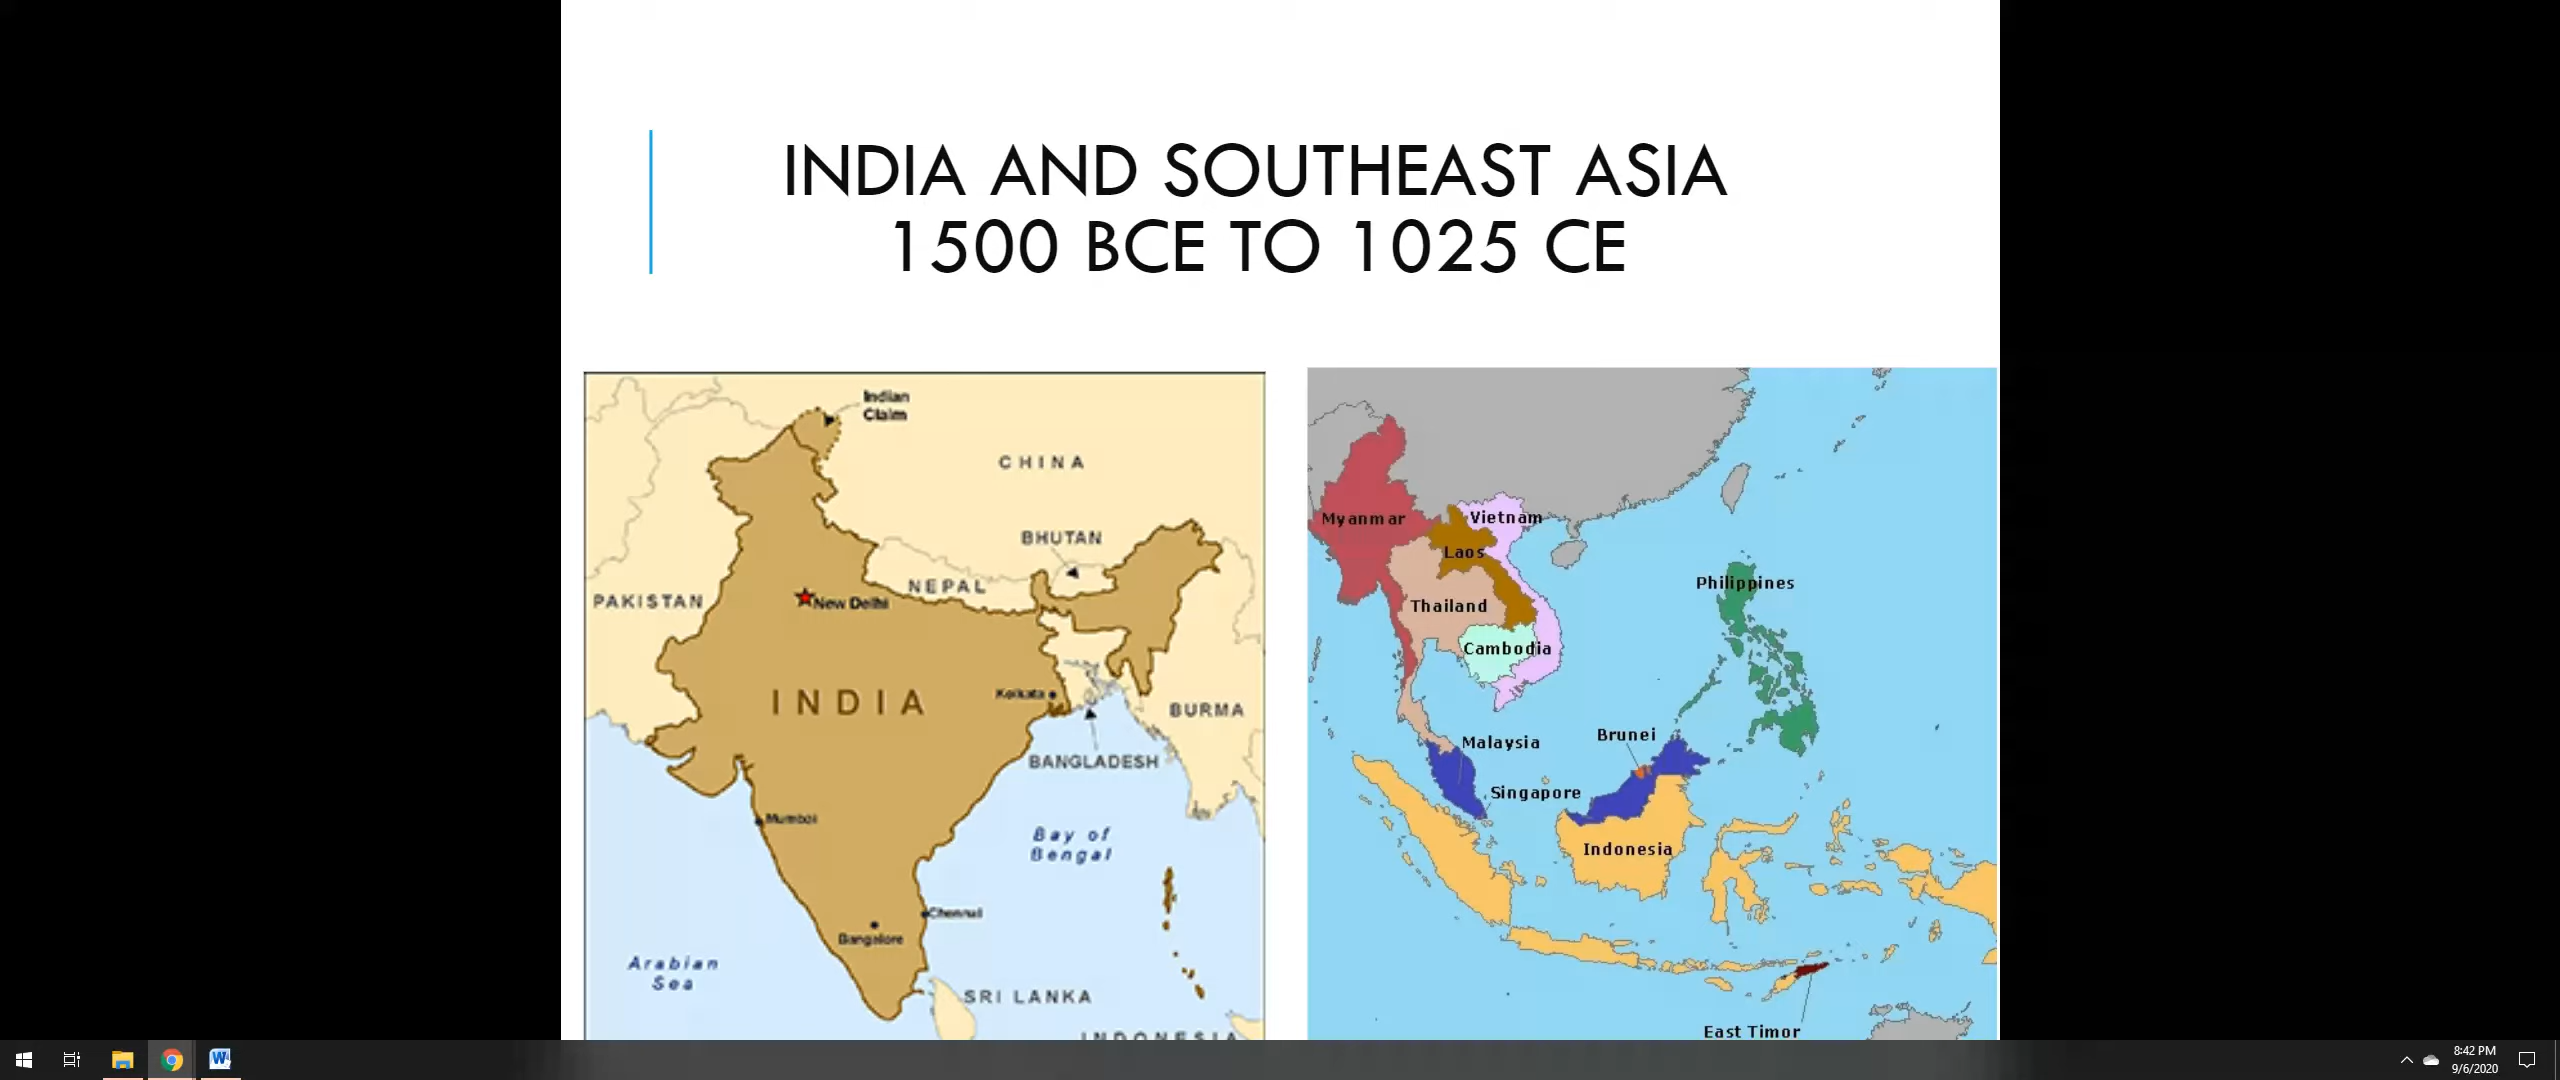 INDIA AND SOUTHEAST ASIA
1500 BCE TO 1025 CE
Indian
Claim
CHINA
BHUTAN
NEPAL
PAKISTAN
New Delhi
INDIA
Kolkata
BURMA
BANGLADESH
Mumbai
Bay of
Bengal
Chennai
Bangalore
Arabian
Sea
SRI LANKA
INDONESIA
Myanmar
Vietnam
Laos
Philippines
Thailand
Cambodia
Brunei
Malaysia
Singapore
Indonesia
East Timor
W
8:42 PM
9/6/2020